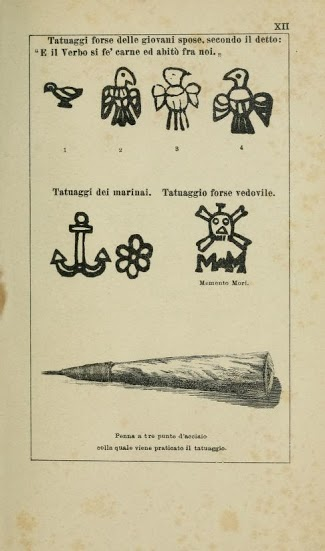 XII
Tatuaggi forse delle giovani spose, secondo il detto:
“E il Verbo si fe' carne ed abitò fra noi.„
1 2 3 4
Tatuaggi dei marinai. Tatuaggio forse vedovile.
M M
Memento Mori.
Penna a tre punte d'acciaio
colla quale viene praticato il tatuaggio.